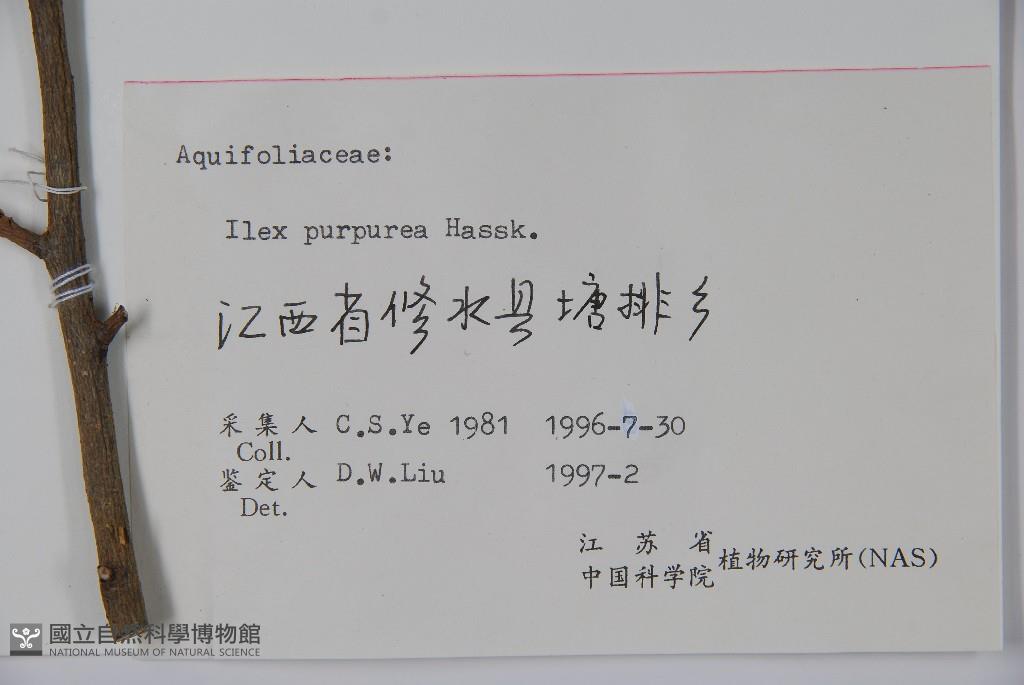 Aquifoliaceae:
Ilex purpurea Hassk.
江西省修水县塘排乡
采集人 C.S.Ye 1981 1996-7-30
Coll.
鉴定人 D.W.Liu 1997-2
Det.
江苏省
中国科学院植物研究所(NAS)
國立自然科學博物館
NATIONAL MUSEUM OF NATURAL SCIENCE